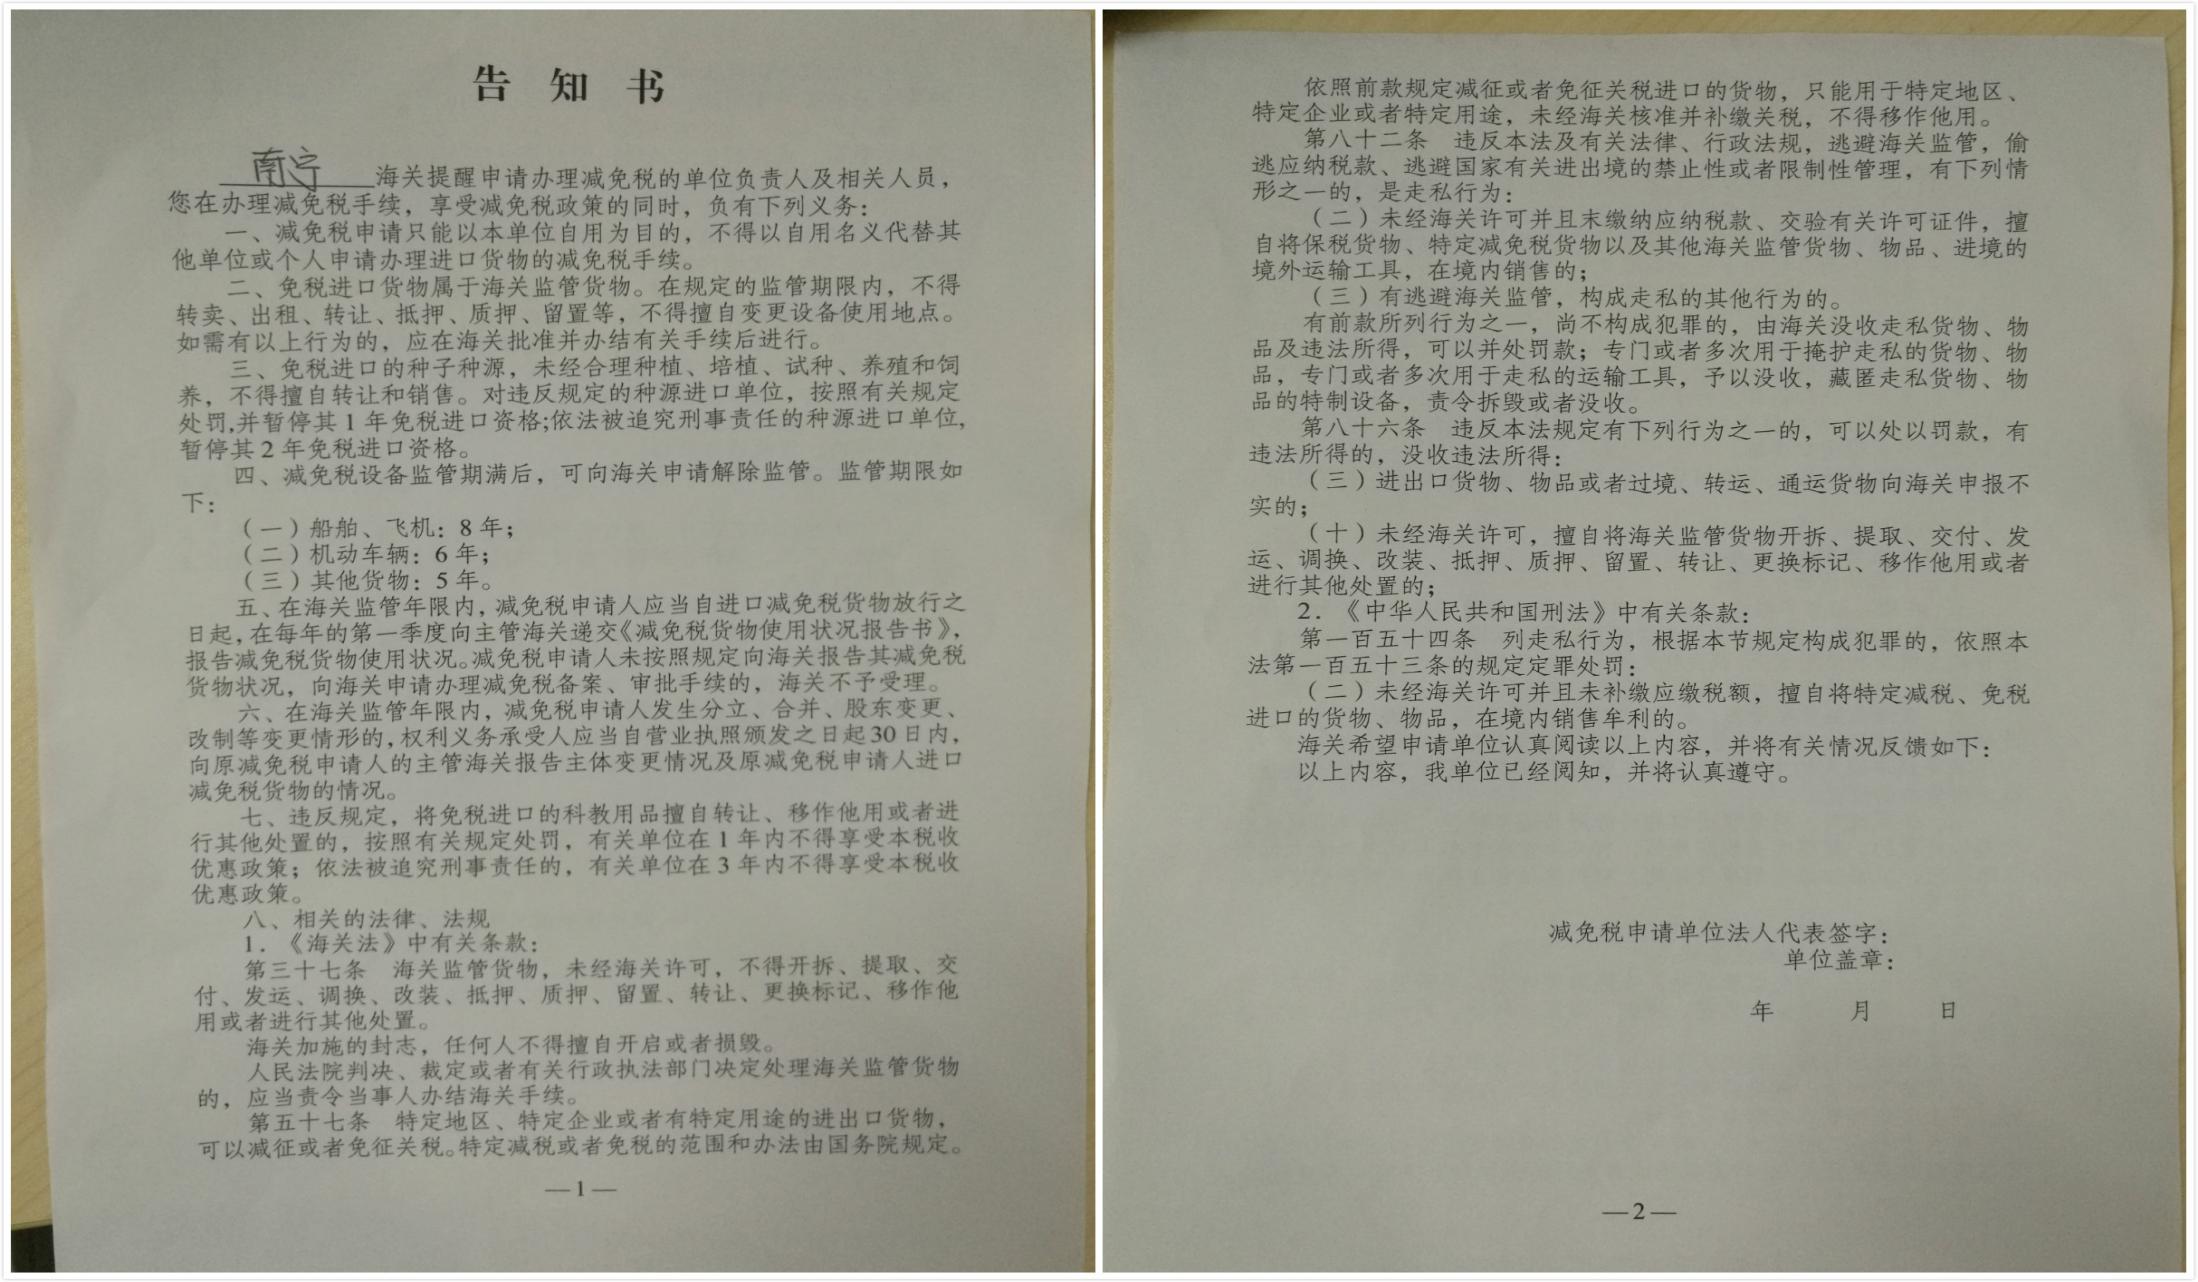 告 知 书
南宁海关提醒申请办理减免税的单位负责人及相关人员，
您在办理减免税手续，享受减免税政策的同时，负有下列义务：
一、减免税申请只能以本单位自用为目的，不得以自用名义代替其
他单位或个人申请办理进口货物的减免税手续。
二、免税进口货物属于海关监管货物。在规定的监管期限内，不得
转卖、出租、转让、抵押、质押、留置等，不得擅自变更设备使用地点。
如需有以上行为的，应在海关批准并办结有关手续后进行。
三、免税进口的种子种源，未经合理种植、培植、试种、养殖和饲
养，不得擅自转让和销售。对违反规定的种源进口单位，按照有关规定
处罚,并暂停其1年免税进口资格;依法被追究刑事责任的种源进口单位,
暂停其2年免税进口资格。
四、减免税设备监管期满后，可向海关申请解除监管。监管期限如
下：
（一）船舶、飞机：8年；
（二）机动车辆：6年；
（三）其他货物：5年。
五、在海关监管年限内，减免税申请人应当自进口减免税货物放行之
日起，在每年的第一季度向主管海关递交《减免税货物使用状况报告书》，
报告减免税货物使用状况。减免税申请人未按照规定向海关报告其减免税
货物状况，向海关申请办理减免税备案、审批手续的，海关不予受理。
六、在海关监管年限内，减免税申请人发生分立、合并、股东变更、
改制等变更情形的，权利义务承受人应当自营业执照颁发之日起30日内，
向原减免税申请人的主管海关报告主体变更情况及原减免税申请人进口
减免税货物的情况。
七、违反规定，将免税进口的科教用品擅自转让、移作他用或者进
行其他处置的，按照有关规定处罚，有关单位在1年内不得享受本税收
优惠政策；依法被追究刑事责任的，有关单位在3年内不得享受本税收
优惠政策。
八、相关的法律、法规
1．《海关法》中有关条款：
第三十七条　海关监管货物，未经海关许可，不得开拆、提取、交
付、发运、调换、改装、抵押、质押、留置、转让、更换标记、移作他
用或者进行其他处置。
海关加施的封志，任何人不得擅自开启或者损毁。
人民法院判决、裁定或者有关行政执法部门决定处理海关监管货物
的，应当责令当事人办结海关手续。
第五十七条　特定地区、特定企业或者有特定用途的进出口货物，
可以减征或者免征关税。特定减税或者免税的范围和办法由国务院规定。
—1—
依照前款规定减征或者免征关税进口的货物，只能用于特定地区、
特定企业或者特定用途，未经海关核准并补缴关税，不得移作他用。
第八十二条　违反本法及有关法律、行政法规，逃避海关监管，偷
逃应纳税款、逃避国家有关进出境的禁止性或者限制性管理，有下列情
形之一的，是走私行为：
（二）未经海关许可并且未缴纳应纳税款、交验有关许可证件，擅
自将保税货物、特定减免税货物以及其他海关监管货物、物品、进境的
境外运输工具，在境内销售的；
（三）有逃避海关监管，构成走私的其他行为的。
有前款所列行为之一，尚不构成犯罪的，由海关没收走私货物、物
品及违法所得，可以并处罚款；专门或者多次用于掩护走私的货物、物
品，专门或者多次用于走私的运输工具，予以没收，藏匿走私货物、物
品的特制设备，责令拆毁或者没收。
第八十六条　违反本法规定有下列行为之一的，可以处以罚款，有
违法所得的，没收违法所得：
（三）进出口货物、物品或者过境、转运、通运货物向海关申报不
实的；
（十）未经海关许可，擅自将海关监管货物开拆、提取、交付、发
运、调换、改装、抵押、质押、留置、转让、更换标记、移作他用或者
进行其他处置的；
2．《中华人民共和国刑法》中有关条款：
第一百五十四条　列走私行为，根据本节规定构成犯罪的，依照本
法第一百五十三条的规定定罪处罚：
（二）未经海关许可并且未补缴应缴税额，擅自将特定减税、免税
进口的货物、物品，在境内销售牟利的。
海关希望申请单位认真阅读以上内容，并将有关情况反馈如下：
以上内容，我单位已经阅知，并将认真遵守。
减免税申请单位法人代表签字：
单位盖章：
年　月　日
—2—